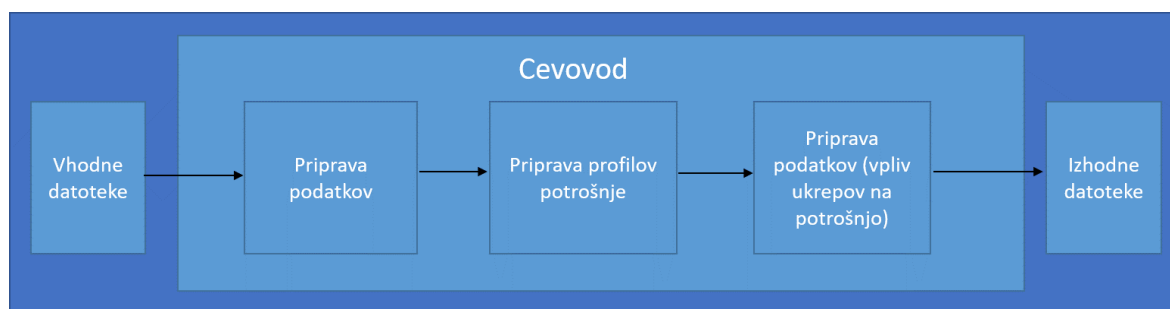 Cevovod
Vhodne
datoteke
Priprava
podatkov
Priprava profilov
potrošnje
Priprava
podatkov (vpliv
ukrepov na
potrošnjo)
Izhodne
datoteke